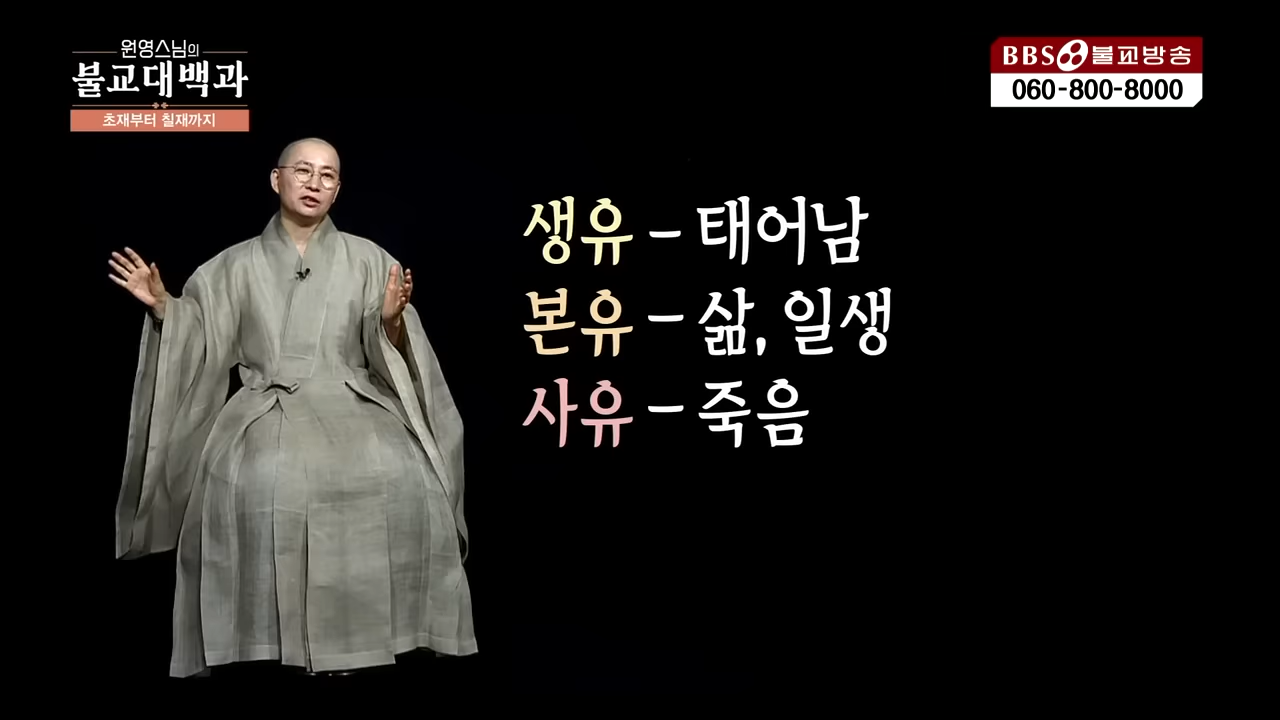 원영스님의
불교대백과
초재부터 칠재까지
BBS 불교방송
060-800-8000
생유 – 태어남
본유 – 삶, 일생
사유 – 죽음